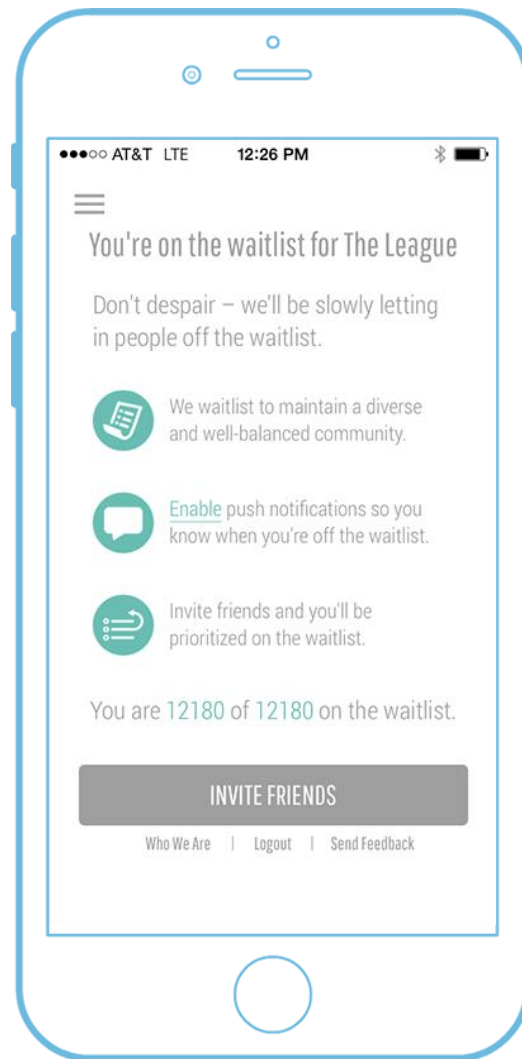 AT&T LTE 12:26 PM
You're on the waitlist for The League
Don't despair – we'll be slowly letting
in people off the waitlist.
We waitlist to maintain a diverse
and well-balanced community.
Enable push notifications so you
know when you're off the waitlist.
Invite friends and you'll be
prioritized on the waitlist.
You are 12180 of 12180 on the waitlist.
INVITE FRIENDS
Who We Are | Logout | Send Feedback